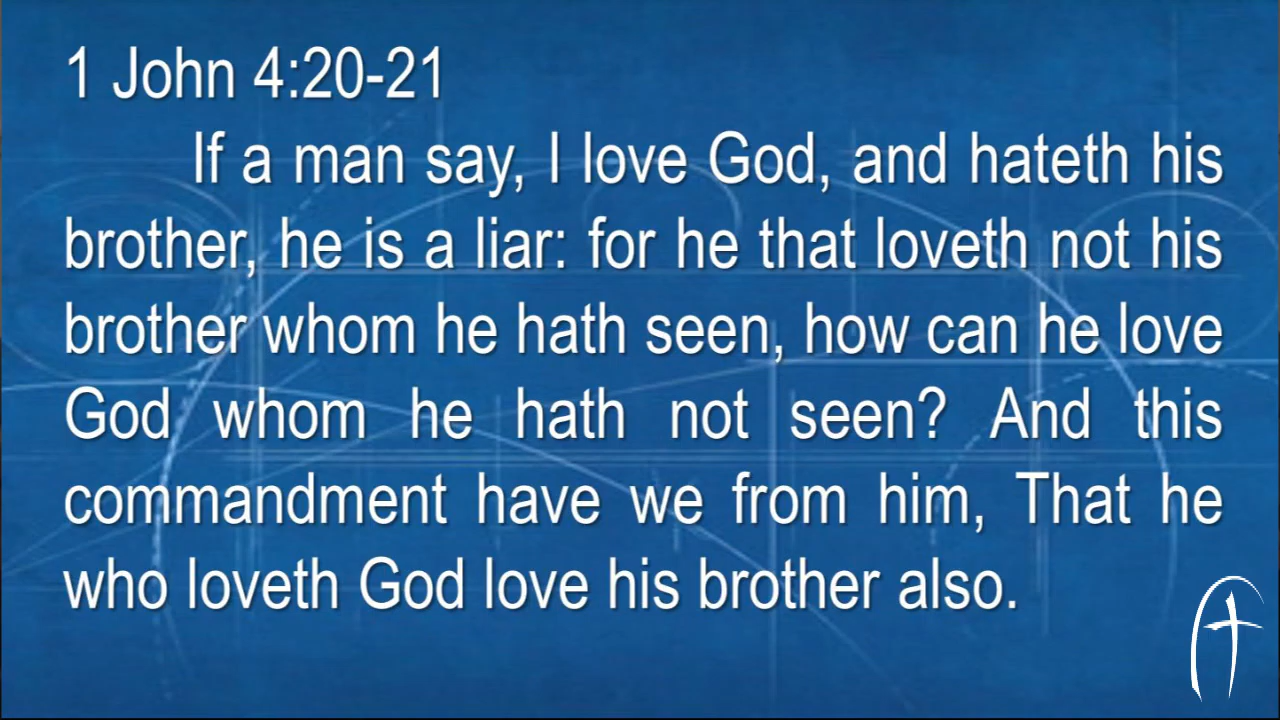 1 John 4:20-21
If a man say, I love God, and hateth his
brother, he is a liar: for he that loveth not his
brother whom he hath seen, how can he love
God whom he hath not seen? And this
commandment have we from him, That he
who loveth God love his brother also.